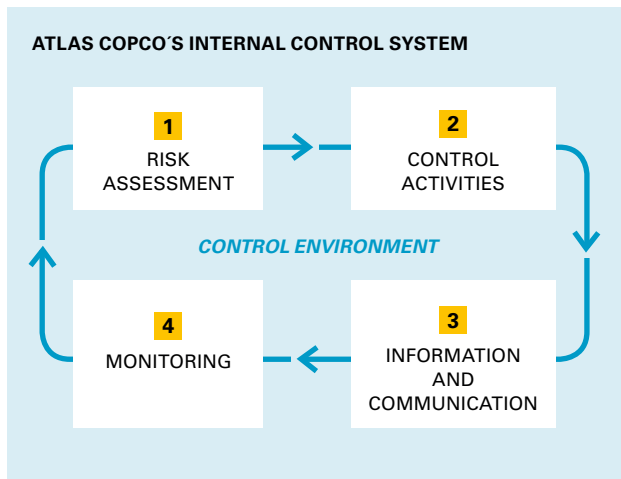 ATLAS COPCO´S INTERNAL CONTROL SYSTEM
1
RISK
ASSESSMENT
2
CONTROL
ACTIVITIES
CONTROL ENVIRONMENT
4
MONITORING
3
INFORMATION
AND
COMMUNICATION